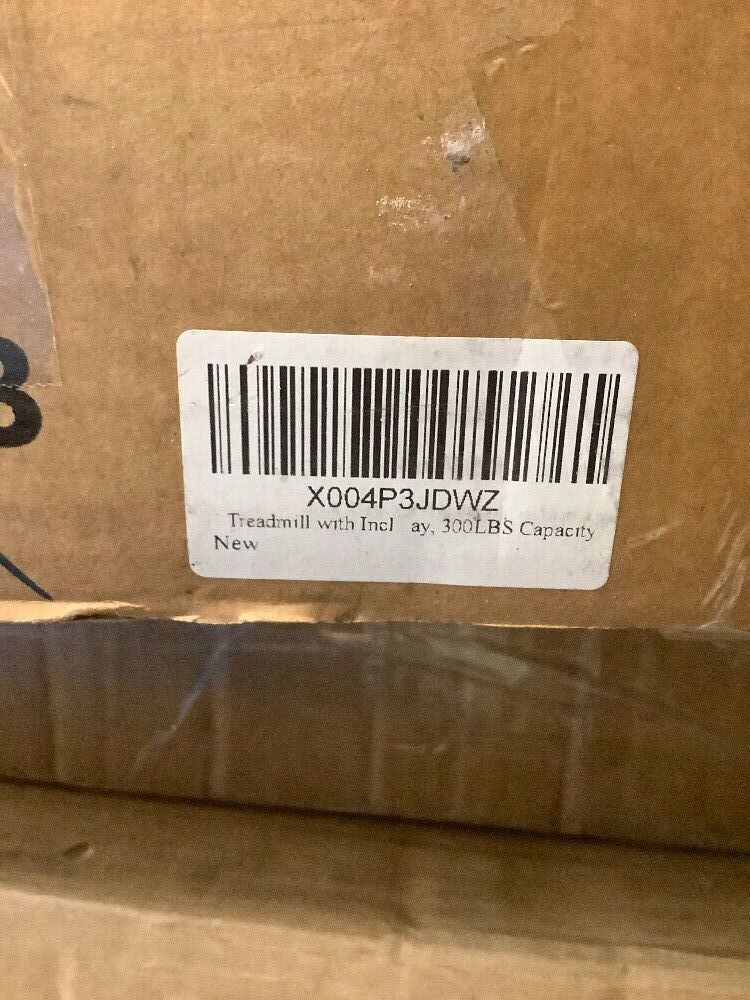 X004P3JDWZ
Treadmill with Incl ay, 300LBS Capacity
New